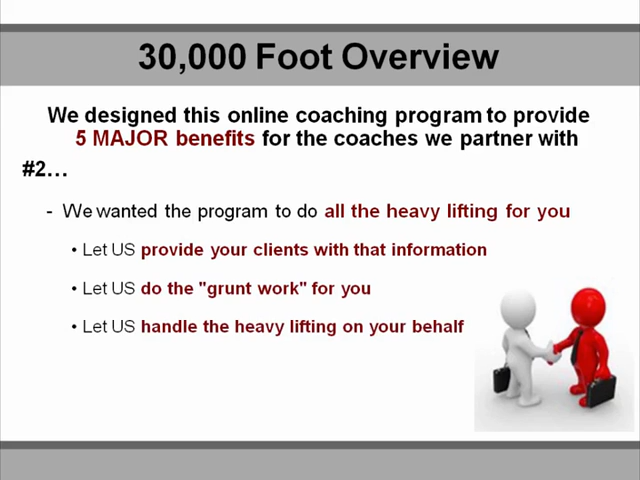 30,000 Foot Overview
We designed this online coaching program to provide
5 MAJOR benefits for the coaches we partner with
#2...
- We wanted the program to do all the heavy lifting for you
• Let US provide your clients with that information
• Let US do the "grunt work" for you
• Let US handle the heavy lifting on your behalf